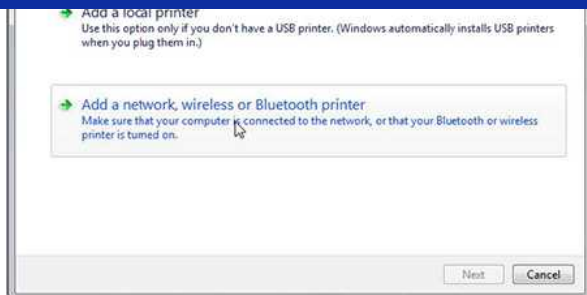 Add a local printer
Use this option only if you don't have a USB printer. (Windows automatically installs USB printers
when you plug them in.)
Add a network, wireless or Bluetooth printer
Make sure that your computer is connected to the network, or that your Bluetooth or wireless
printer is turned on.
Next
Cancel